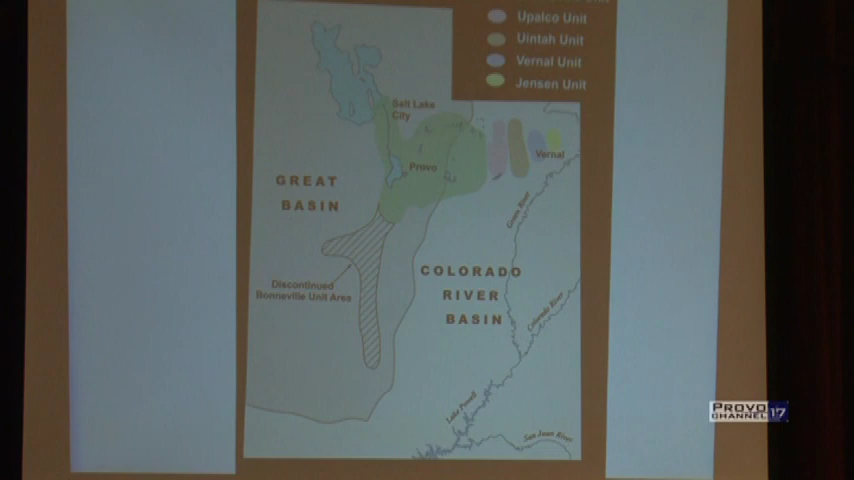 Upalco Unit
Uintah Unit
Vernal Unit
Jensen Unit
Salt Lake
City
Vernal
Provo
GREAT
BASIN
Green River
COLORADO
RIVER
BASIN
Discontinued
Bonneville Unit Area
Colorado River
Lake Powell
San Juan River
PROVO
CHANNEL 17